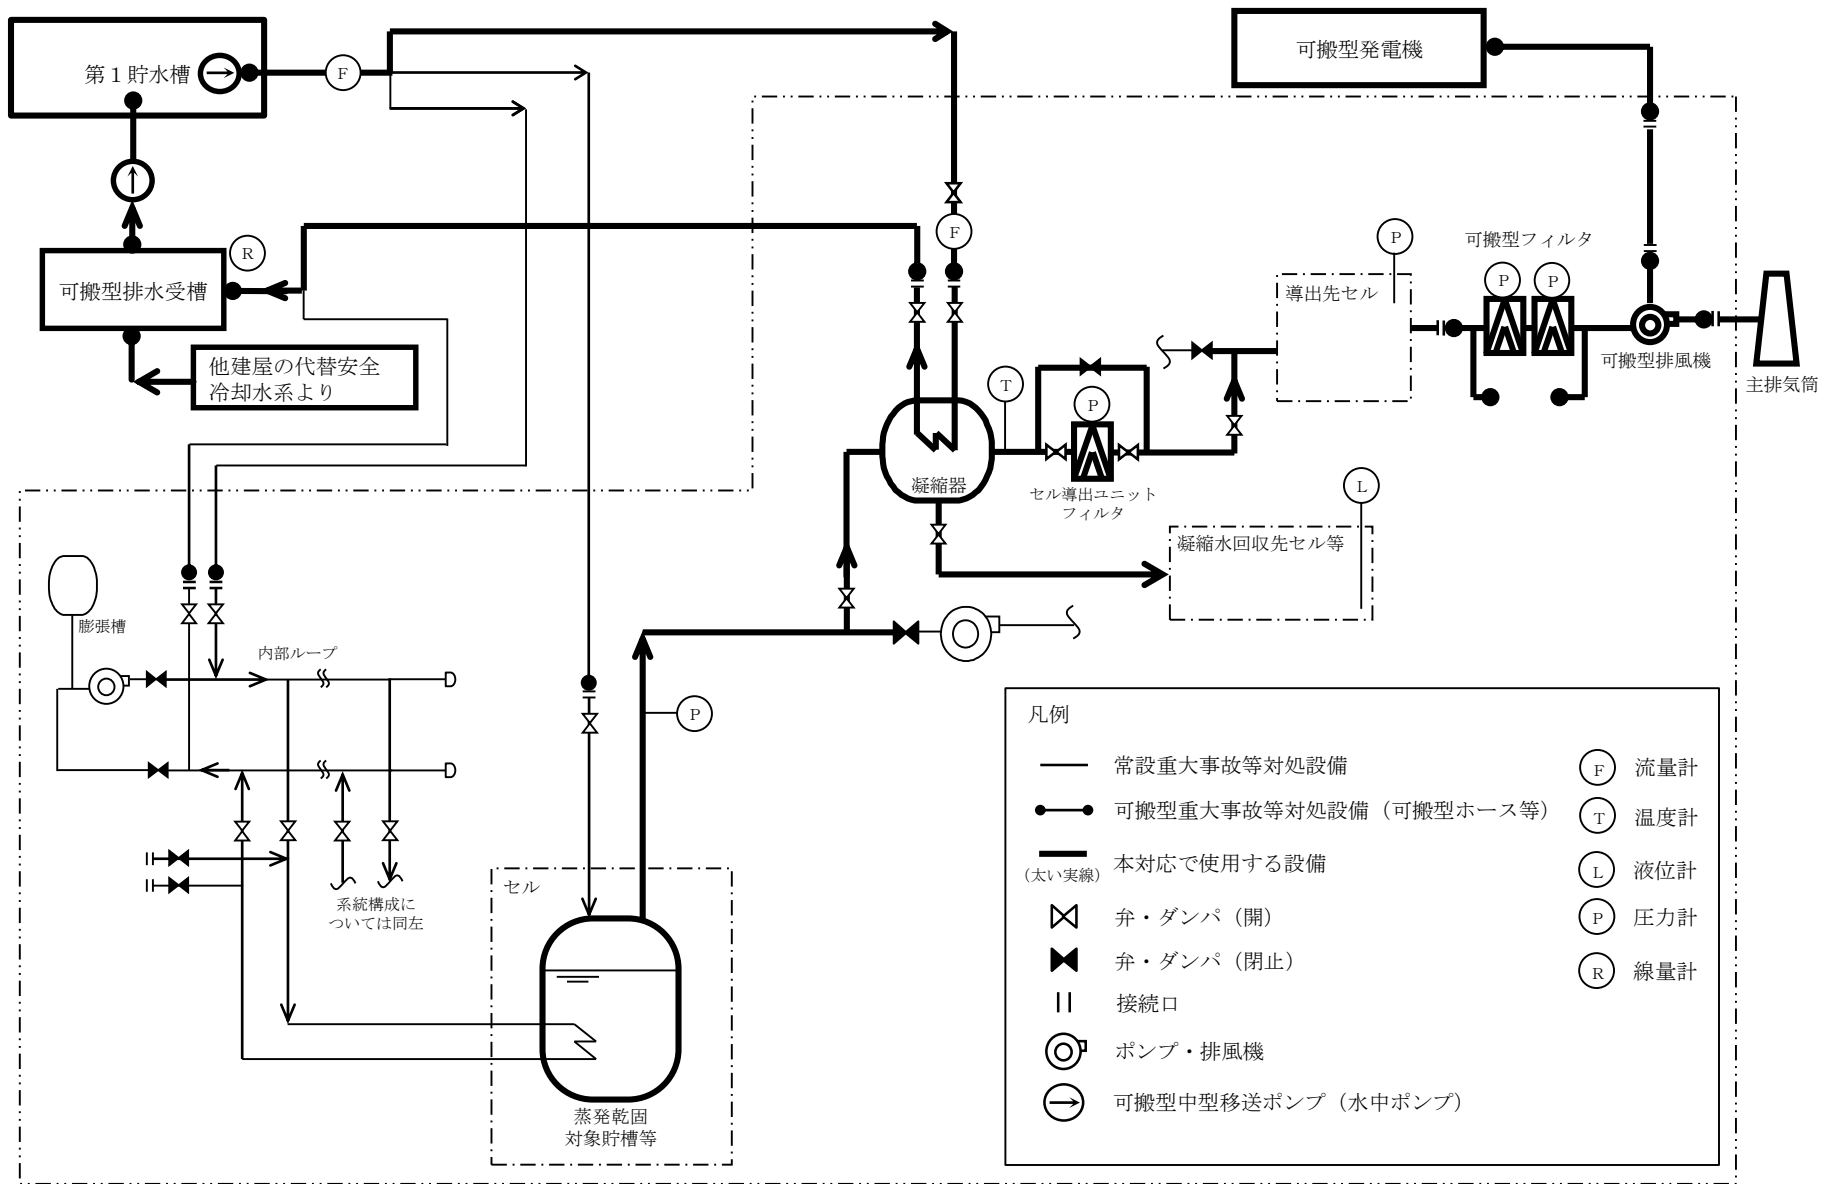 第１貯水槽
F
可搬型発電機
R
可搬型排水受槽
他建屋の代替安全
冷却水系より
F
P
導出先セル
可搬型フィルタ
P
P
可搬型排風機
主排気筒
T
P
凝縮器
セル導出ユニット
フィルタ
L
凝縮水回収先セル等
膨張槽
内部ループ
P
系統構成に
ついては同左
セル
蒸発乾固
対象貯槽等
凡例
常設重大事故等対処設備
可搬型重大事故等対処設備（可搬型ホース等）
本対応で使用する設備
（太い実線）
弁・ダンパ（開）
弁・ダンパ（閉止）
接続口
ポンプ・排風機
可搬型中型移送ポンプ（水中ポンプ）
F 流量計
T 温度計
L 液位計
P 圧力計
R 線量計